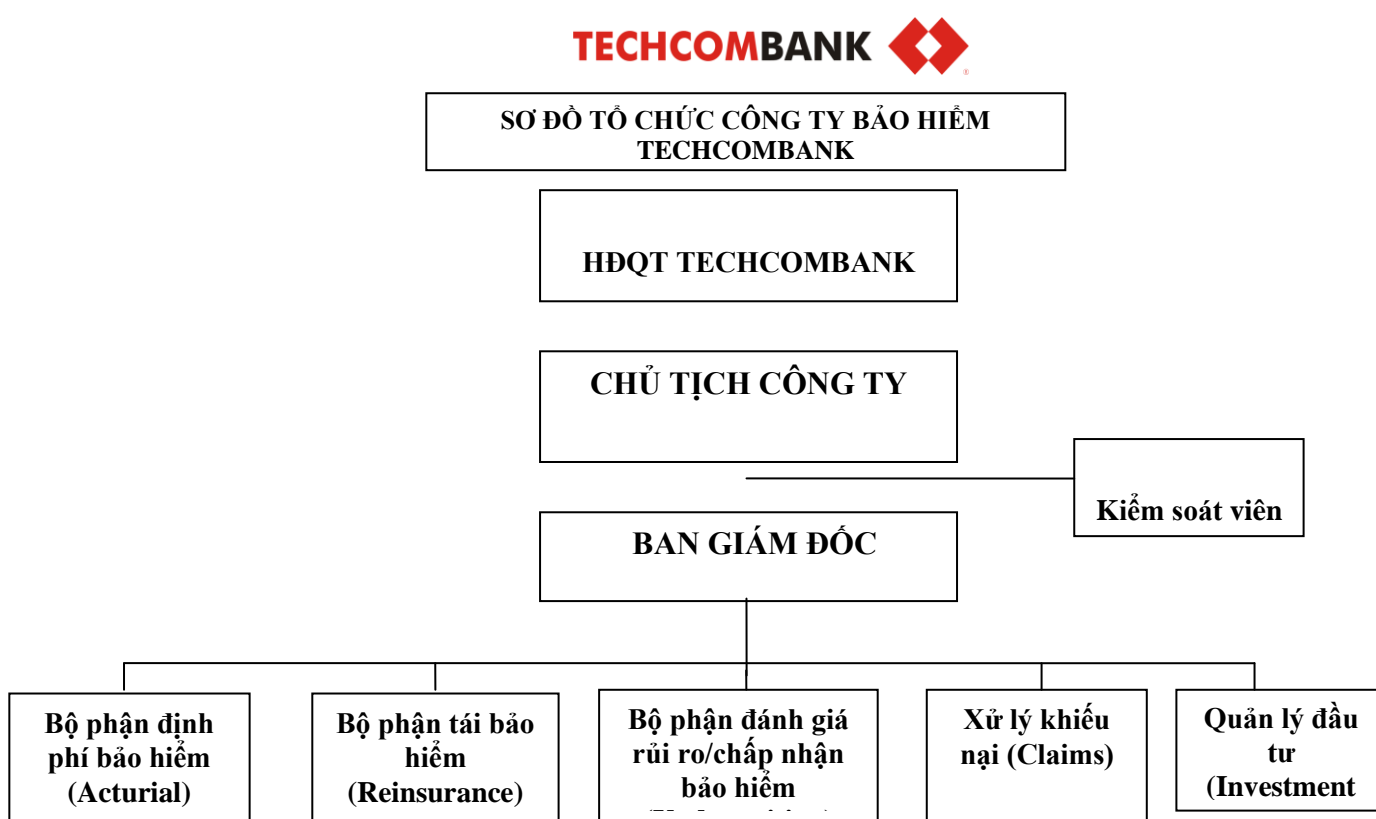 TECHCOMBANK
SƠ ĐỒ TỔ CHỨC CÔNG TY BẢO HIỂM
TECHCOMBANK
HĐQT TECHCOMBANK
CHỦ TỊCH CÔNG TY
Kiểm soát viên
BAN GIÁM ĐỐC
Bộ phận định
phí bảo hiểm
(Acturial)
Bộ phận tái bảo
hiểm
(Reinsurance)
Bộ phận đánh giá
rủi ro/chấp nhận
bảo hiểm
Xử lý khiếu
nại (Claims)
Quản lý đầu
tư
(Investment